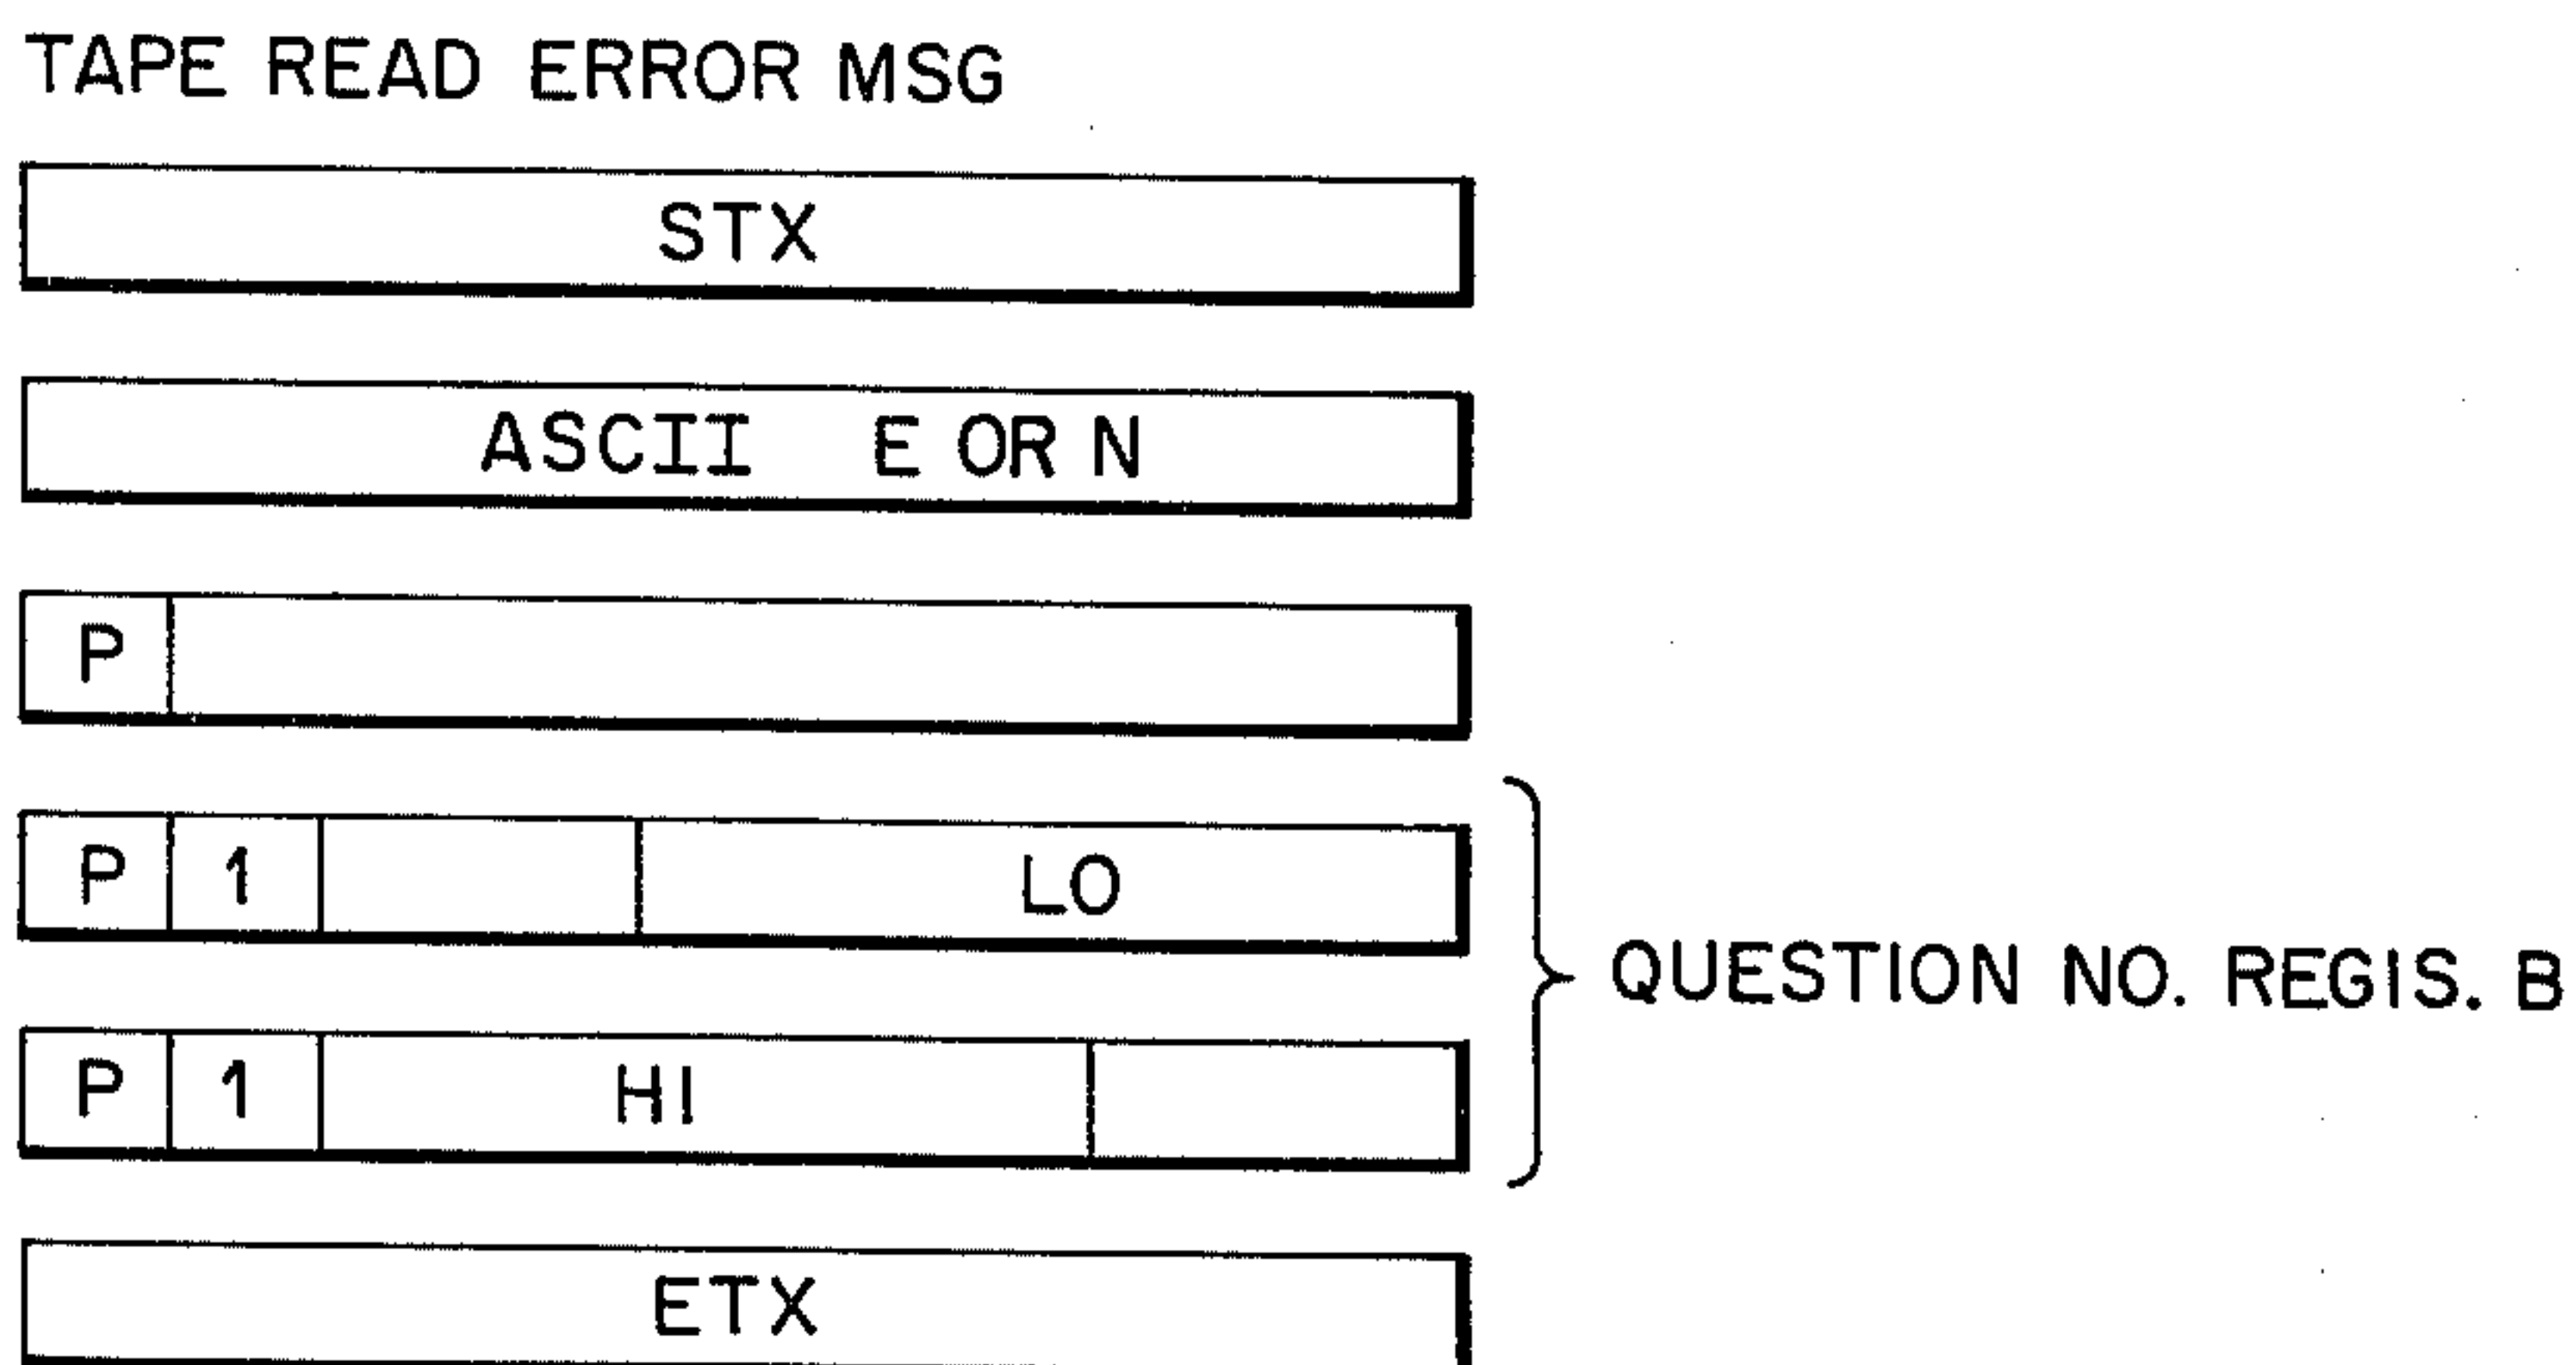 TAPE READ ERROR MSG
STX
ASCII E OR N
P
P 1 LO
QUESTION NO. REGIS. B
P 1 HI
ETX